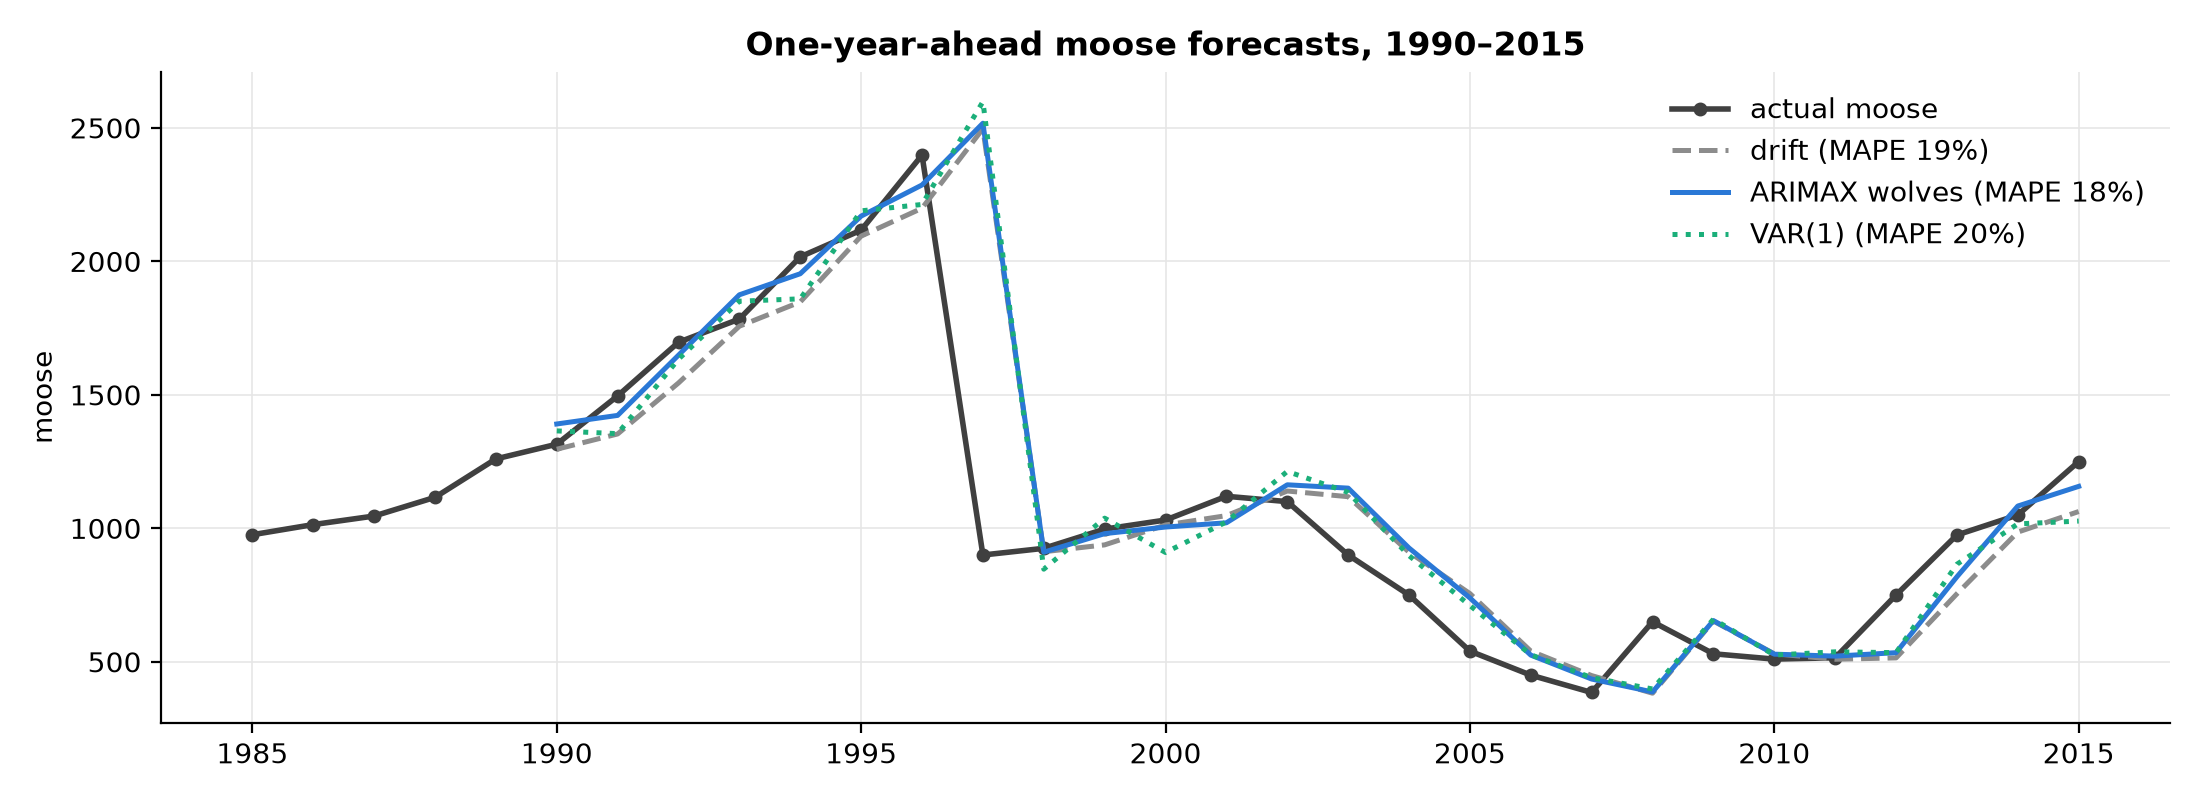 One-year-ahead moose forecasts, 1990–2015
actual moose
drift (MAPE 19%)
ARIMAX wolves (MAPE 18%)
VAR(1) (MAPE 20%)
moose
2500
2000
1500
1000
500
1985 1990 1995 2000 2005 2010 2015